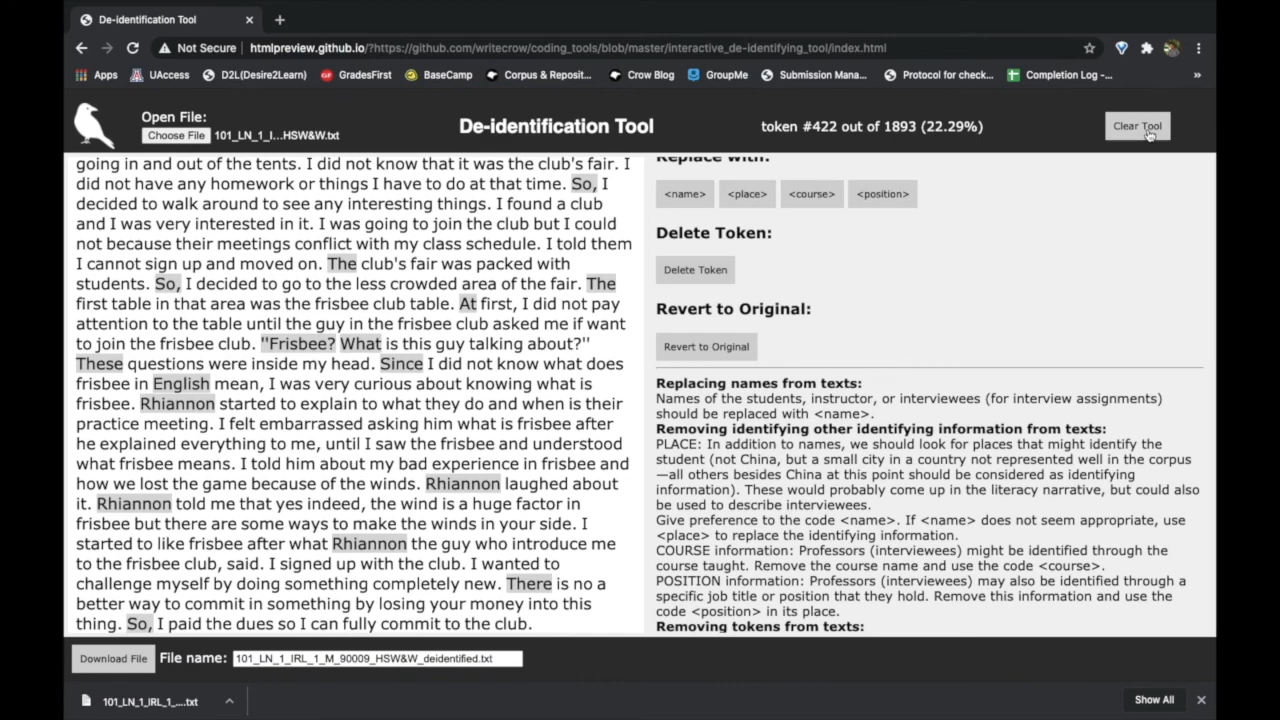 De-identification Tool
Not Secure
htmlpreview.github.io/?https://github.com/writecrow/coding_tools/blob/master/interactive_de-identifying_tool/index.html
Apps UAccess D2L(Desire2Learn) GradesFirst BaseCamp Corpus & Reposit... Crow Blog GroupMe Submission Mana... Protocol for check... Completion Log -... »
Open File:
Choose File 101_LN_1_I...HSW&W.txt
De-identification Tool
token #422 out of 1893 (22.29%)
Clear Tool
going in and out of the tents. I did not know that it was the club's fair. I
did not have any homework or things I have to do at that time. So, I
decided to walk around to see any interesting things. I found a club
and I was very interested in it. I was going to join the club but I could
not because their meetings conflict with my class schedule. I told them
I cannot sign up and moved on. The club's fair was packed with
students. So, I decided to go to the less crowded area of the fair. The
first table in that area was the frisbee club table. At first, I did not pay
attention to the table until the guy in the frisbee club asked me if want
to join the frisbee club. "Frisbee? What is this guy talking about?"
These questions were inside my head. Since I did not know what does
frisbee in English mean, I was very curious about knowing what is
frisbee. Rhiannon started to explain to what they do and when is their
practice meeting. I felt embarrassed asking him what is frisbee after
he explained everything to me, until I saw the frisbee and understood
what frisbee means. I told him about my bad experience in frisbee and
how we lost the game because of the winds. Rhiannon laughed about
it. Rhiannon told me that yes indeed, the wind is a huge factor in
frisbee but there are some ways to make the winds in your side. I
started to like frisbee after what Rhiannon the guy who introduce me
to the frisbee club, said. I signed up with the club. I wanted to
challenge myself by doing something completely new. There is no a
better way to commit in something by losing your money into this
thing. So, I paid the dues so I can fully commit to the club.
Replace with:
<name> <place> <course> <position>
Delete Token:
Delete Token
Revert to Original:
Revert to Original
Replacing names from texts:
Names of the students, instructor, or interviewees (for interview assignments)
should be replaced with <name>.
Removing identifying other identifying information from texts:
PLACE: In addition to names, we should look for places that might identify the
student (not China, but a small city in a country not represented well in the corpus
—all others besides China at this point should be considered as identifying
information). These would probably come up in the literacy narrative, but could also
be used to describe interviewees.
Give preference to the code <name>. If <name> does not seem appropriate, use
<place> to replace the identifying information.
COURSE information: Professors (interviewees) might be identified through the
course taught. Remove the course name and use the code <course>.
POSITION information: Professors (interviewees) may also be identified through a
specific job title or position that they hold. Remove this information and use the
code <position> in its place.
Removing tokens from texts:
Download File File name: 101_LN_1_IRL_1_M_90009_HSW&W_deidentified.txt
101_LN_1_IRL_1_....txt
Show All